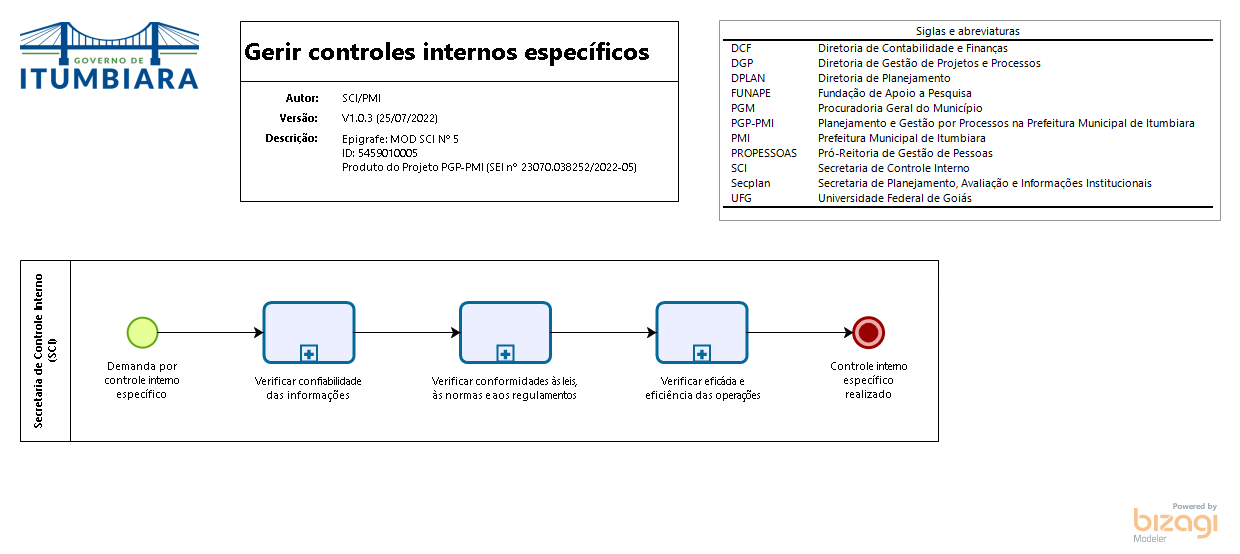 GOVERNO DE
ITUMBIARA
Gerir controles internos específicos
Autor: SCI/PMI
Versão: V1.0.3 (25/07/2022)
Descrição: Epigrafe: MOD SCI Nº 5
ID: 5459010005
Produto do Projeto PGP-PMI (SEI nº 23070.038252/2022-05)
Siglas e abreviaturas
DCF Diretoria de Contabilidade e Finanças
DGP Diretoria de Gestão de Projetos e Processos
DPLAN Diretoria de Planejamento
FUNAPE Fundação de Apoio a Pesquisa
PGM Procuradoria Geral do Município
PGP-PMI Planejamento e Gestão por Processos na Prefeitura Municipal de Itumbiara
PMI Prefeitura Municipal de Itumbiara
PROPESSOAS Pró-Reitoria de Gestão de Pessoas
SCI Secretaria de Controle Interno
Secplan Secretaria de Planejamento, Avaliação e Informações Institucionais
UFG Universidade Federal de Goiás
Secretaria de Controle Interno
(SCI)
Demanda por
controle interno
específico
Verificar confiabilidade
das informações
Verificar conformidades às leis,
às normas e aos regulamentos
Verificar eficácia e
eficiência das operações
Controle interno
específico
realizado
Powered by
bizagi
Modeler